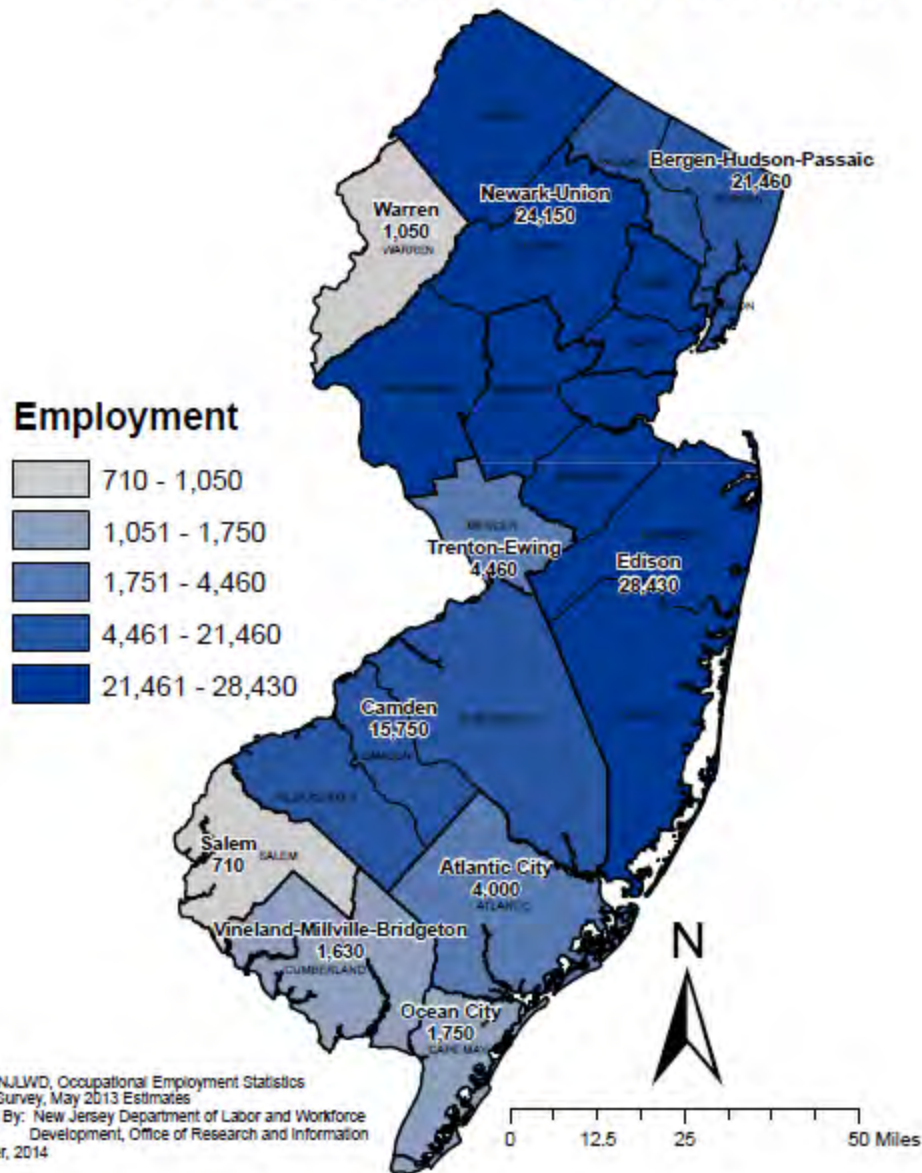 Bergen-Hudson-Passaic
21,460
Newark-Union
24,150
Warren
1,050
WARREN
Employment
710 - 1,050
1,051 - 1,750
1,751 - 4,460
4,461 - 21,460
21,461 - 28,430
MERCER
Trenton-Ewing
4,460
Edison
28,430
Camden
15,750
CAMDEN
Salem
710
SALEM
Atlantic City
4,000
ATLANTIC
Vineland-Millville-Bridgeton
1,630
CUMBERLAND
Ocean City
1,750
CAPE MAY
N
NJLWD, Occupational Employment Statistics
Survey, May 2013 Estimates
By: New Jersey Department of Labor and Workforce
Development, Office of Research and Information
r, 2014
0 12.5 25 50 Miles